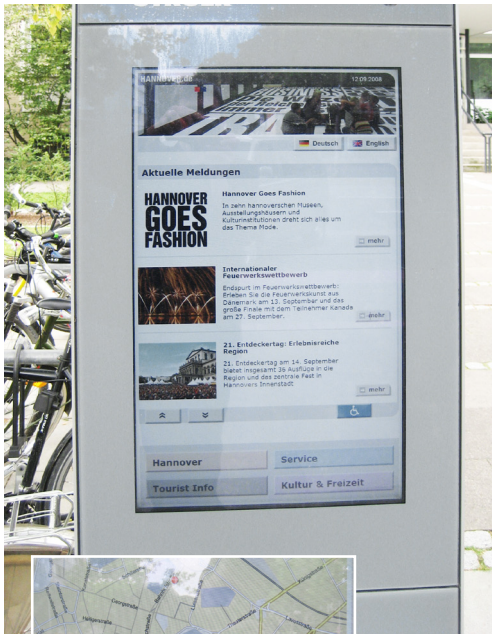 HANNOVER.de
12.09.2008
Deutsch
English
Aktuelle Meldungen
HANNOVER
GOES
FASHION
Hannover Goes Fashion
In zehn hannoverschen Museen,
Ausstellungshäusern und
Kulturinstitutionen dreht sich alles um
das Thema Mode.
mehr
Internationaler
Feuerwerkswettbewerb
Endspurt im Feuerwerkswettbewerb:
Erleben Sie die Feuerwerkskunst aus
Dänemark am 13. September und das
große Finale mit dem Teilnehmer Kanada
am 27. September.
mehr
21. Entdeckertag: Erlebnisreiche
Region
21. Entdeckertag am 14. September
bietet insgesamt 36 Ausflüge in die
Region und das zentrale Fest in
Hannovers Innenstadt
mehr
Hannover
Service
Tourist Info
Kultur & Freizeit
Georgstraße